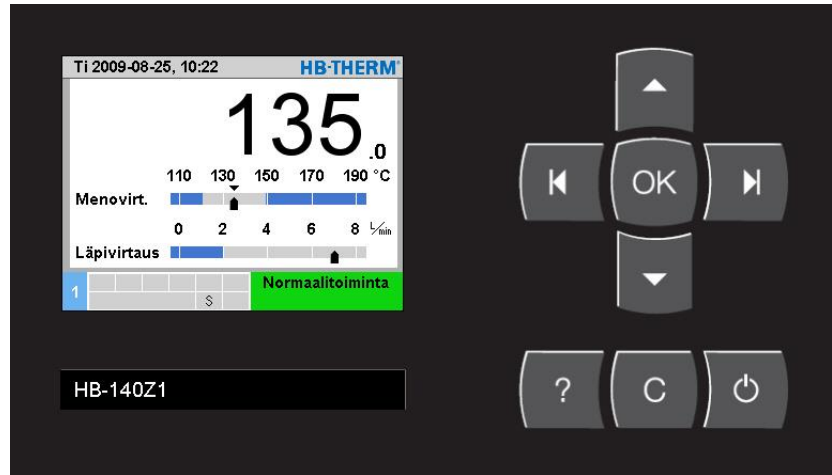 Ti 2009-08-25, 10:22 HB-THERM®
135.0
110 130 150 170 190 °C
Menovirt.
0 2 4 6 8 L/min
Läpivirtaus
1 S Normaalitoiminta
HB-140Z1
OK
? C